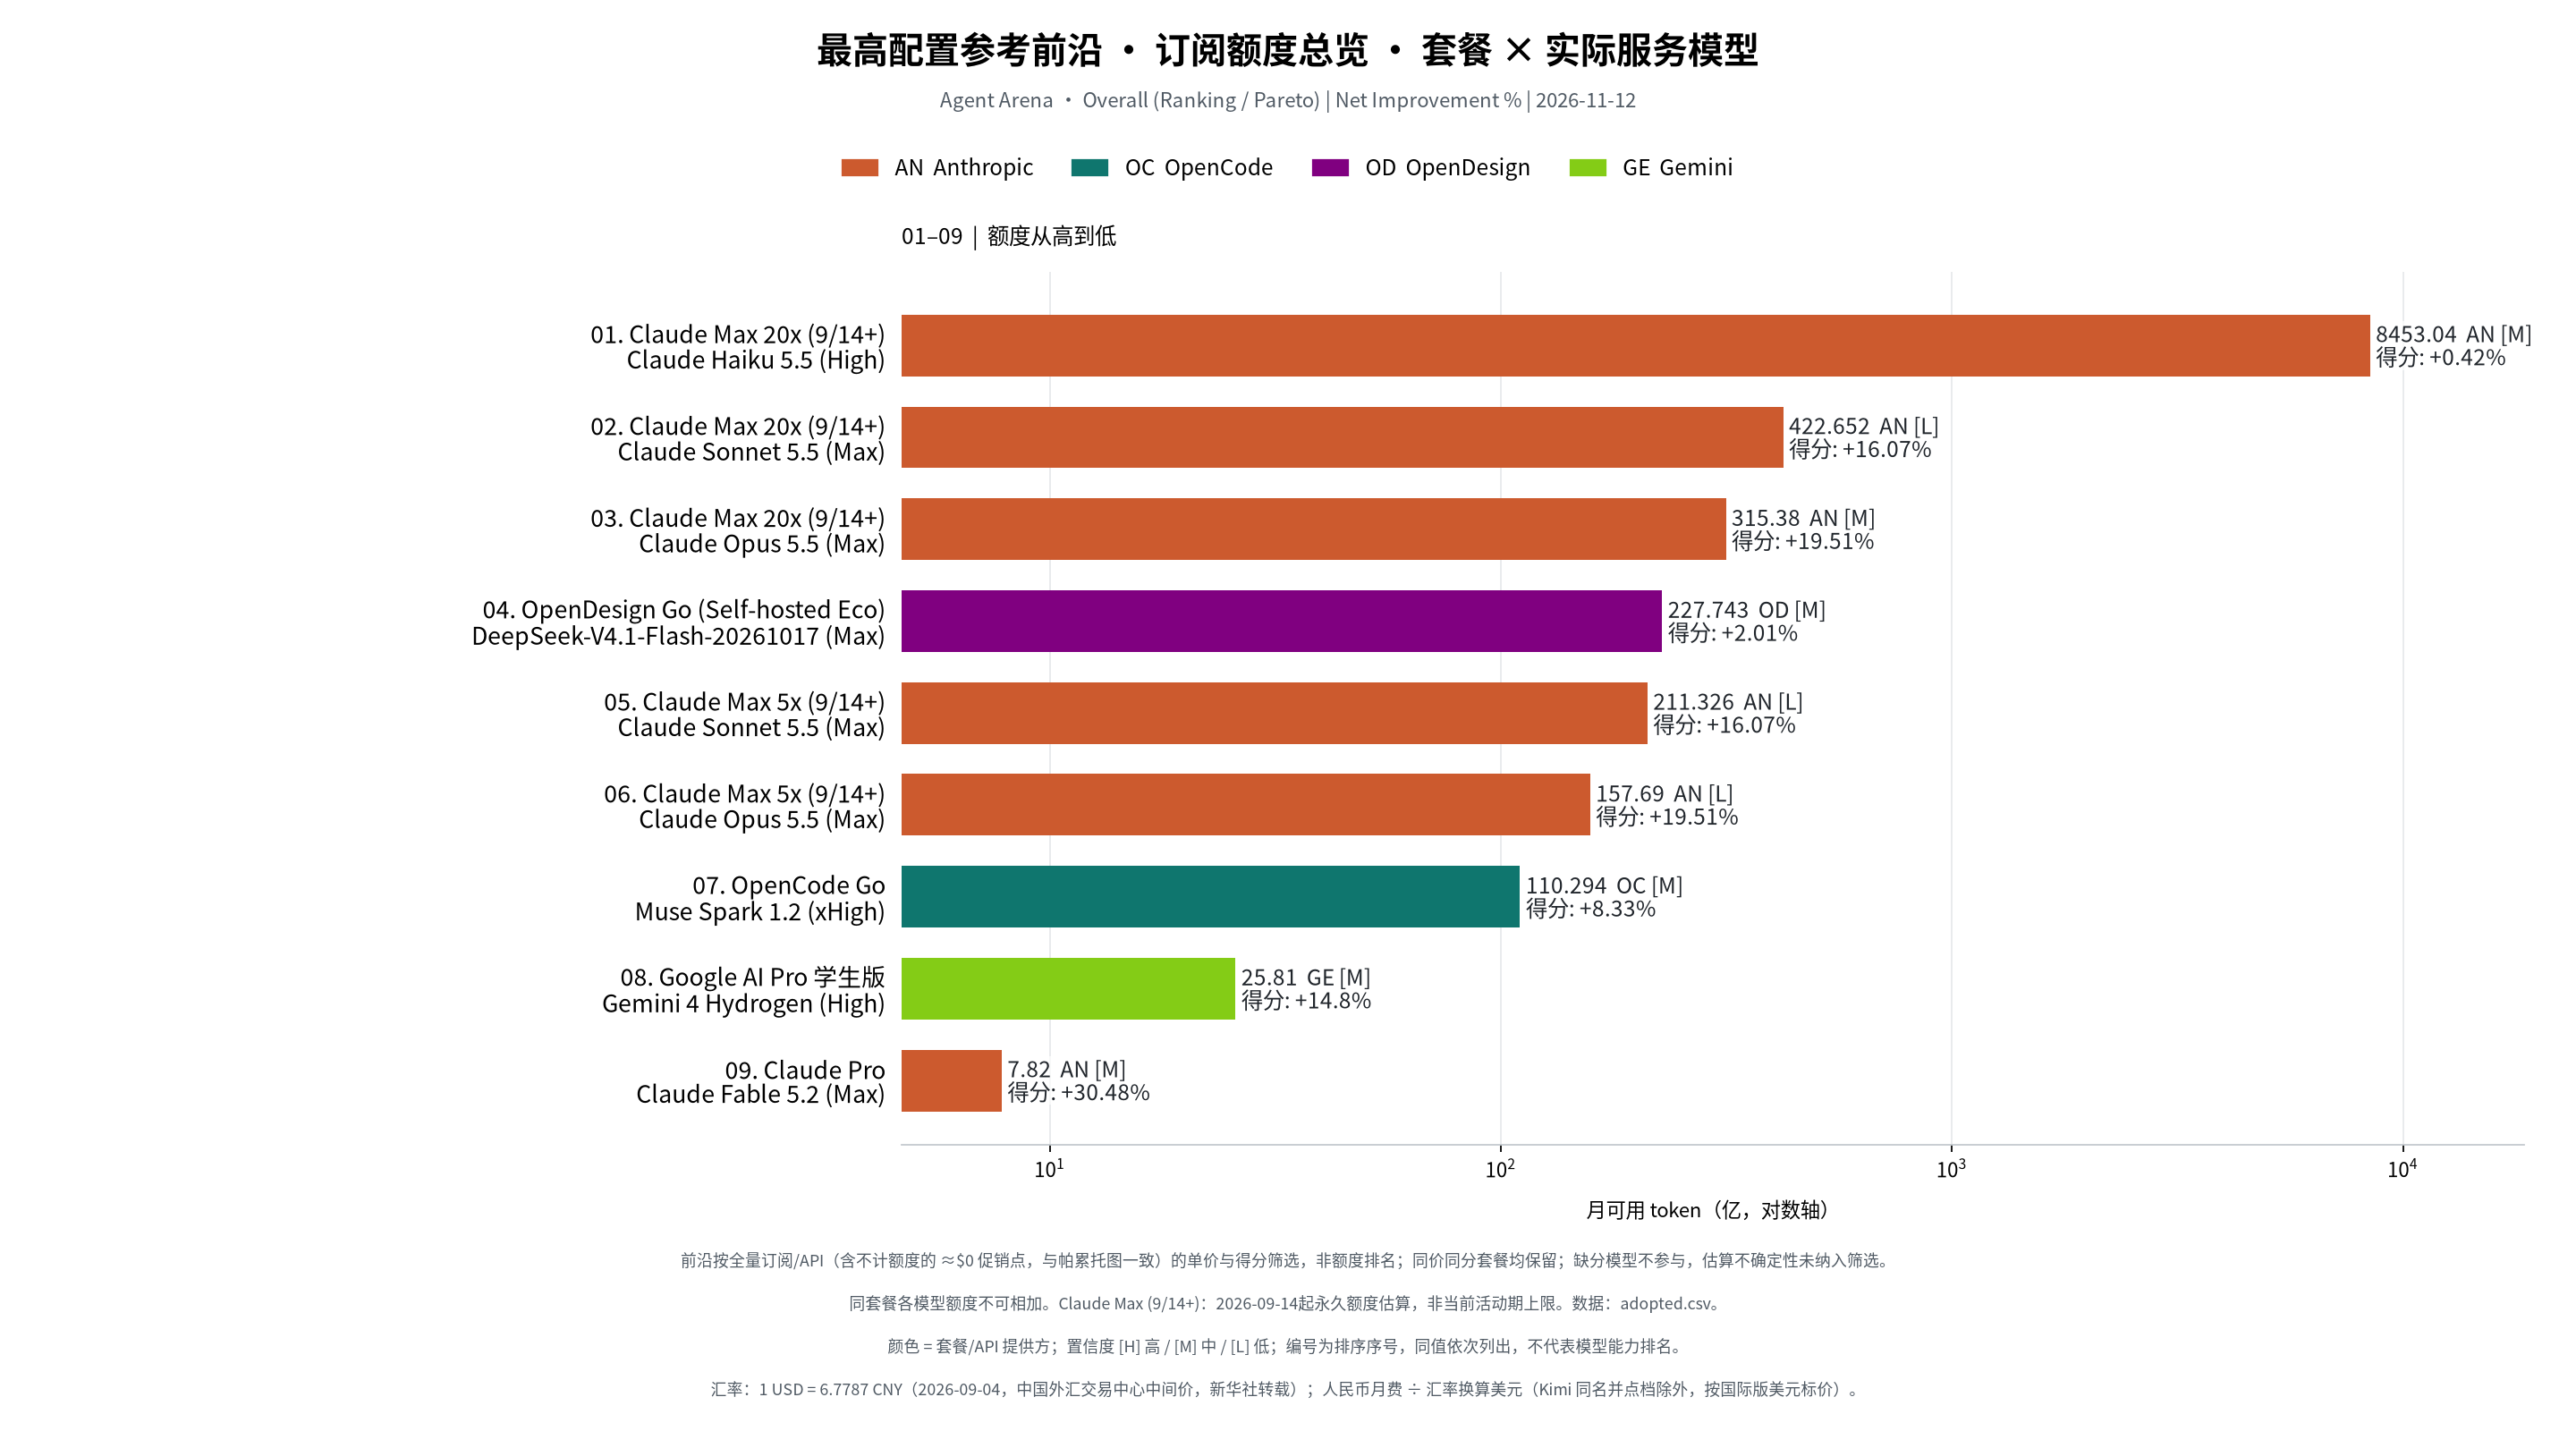 最高配置参考前沿 · 订阅额度总览 · 套餐 × 实际服务模型
Agent Arena · Overall (Ranking / Pareto) | Net Improvement % | 2026-11-12
AN Anthropic
OC OpenCode
OD OpenDesign
GE Gemini
01–09 | 额度从高到低
01. Claude Max 20x (9/14+)
Claude Haiku 5.5 (High)
8453.04 AN [M]
得分: +0.42%
02. Claude Max 20x (9/14+)
Claude Sonnet 5.5 (Max)
422.652 AN [L]
得分: +16.07%
03. Claude Max 20x (9/14+)
Claude Opus 5.5 (Max)
315.38 AN [M]
得分: +19.51%
04. OpenDesign Go (Self-hosted Eco)
DeepSeek-V4.1-Flash-20261017 (Max)
227.743 OD [M]
得分: +2.01%
05. Claude Max 5x (9/14+)
Claude Sonnet 5.5 (Max)
211.326 AN [L]
得分: +16.07%
06. Claude Max 5x (9/14+)
Claude Opus 5.5 (Max)
157.69 AN [L]
得分: +19.51%
07. OpenCode Go
Muse Spark 1.2 (xHigh)
110.294 OC [M]
得分: +8.33%
08. Google AI Pro 学生版
Gemini 4 Hydrogen (High)
25.81 GE [M]
得分: +14.8%
09. Claude Pro
Claude Fable 5.2 (Max)
7.82 AN [M]
得分: +30.48%
10¹
10²
10³
10⁴
月可用 token（亿，对数轴）
前沿按全量订阅/API（含不计额度的 ≈$0 促销点，与帕累托图一致）的单价与得分筛选，非额度排名；同价同分套餐均保留；缺分模型不参与，估算不确定性未纳入筛选。
同套餐各模型额度不可相加。Claude Max (9/14+)：2026-09-14起永久额度估算，非当前活动期上限。数据：adopted.csv。
颜色 = 套餐/API 提供方；置信度 [H] 高 / [M] 中 / [L] 低；编号为排序序号，同值依次列出，不代表模型能力排名。
汇率：1 USD = 6.7787 CNY（2026-09-04，中国外汇交易中心中间价，新华社转载）；人民币月费 ÷ 汇率换算美元（Kimi 同名并点档除外，按国际版美元标价）。